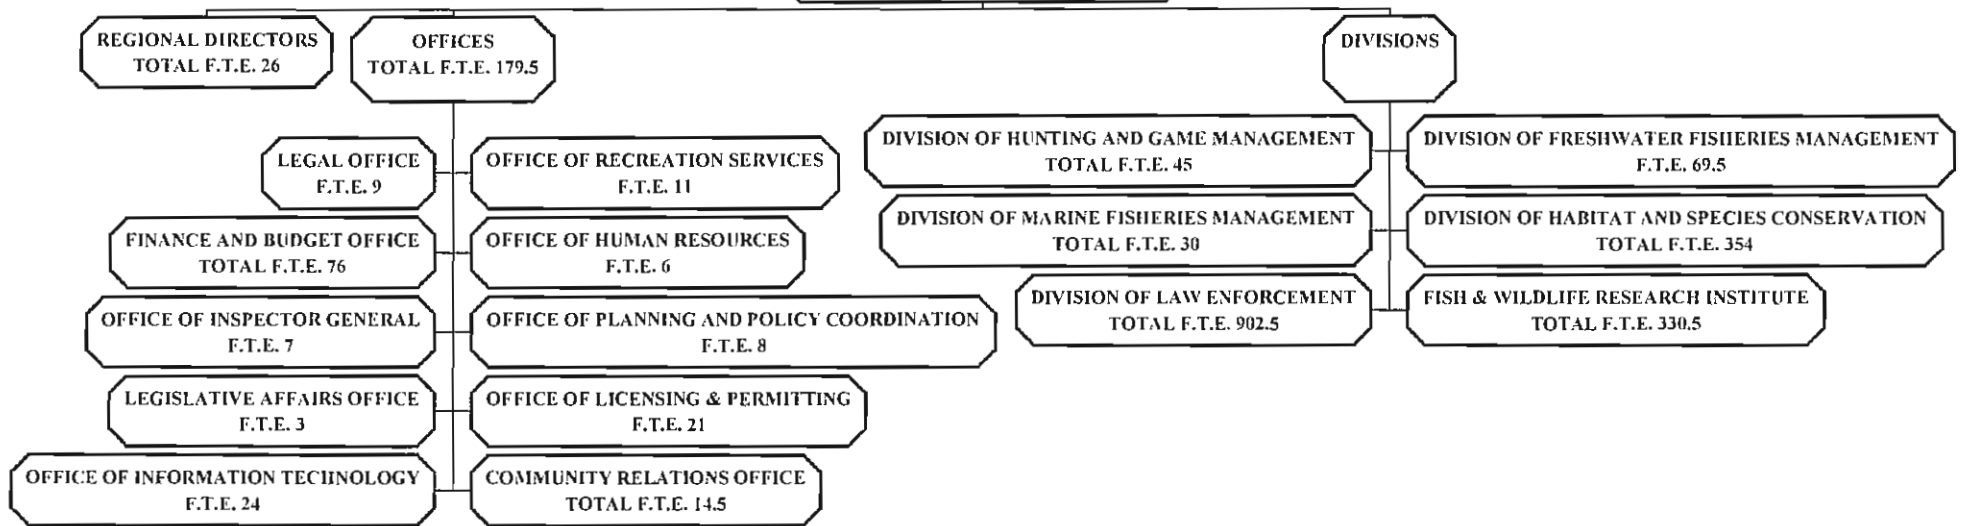 REGIONAL DIRECTORS
TOTAL F.T.E. 26
OFFICES
TOTAL F.T.E. 179.5
DIVISIONS
LEGAL OFFICE
F.T.E. 9
OFFICE OF RECREATION SERVICES
F.T.E. 11
FINANCE AND BUDGET OFFICE
TOTAL F.T.E. 76
OFFICE OF HUMAN RESOURCES
F.T.E. 6
OFFICE OF INSPECTOR GENERAL
F.T.E. 7
OFFICE OF PLANNING AND POLICY COORDINATION
F.T.E. 8
LEGISLATIVE AFFAIRS OFFICE
F.T.E. 3
OFFICE OF LICENSING & PERMITTING
F.T.E. 21
OFFICE OF INFORMATION TECHNOLOGY
F.T.E. 24
COMMUNITY RELATIONS OFFICE
TOTAL F.T.E. 14.5
DIVISION OF HUNTING AND GAME MANAGEMENT
TOTAL F.T.E. 45
DIVISION OF FRESHWATER FISHERIES MANAGEMENT
F.T.E. 69.5
DIVISION OF MARINE FISHERIES MANAGEMENT
TOTAL F.T.E. 30
DIVISION OF HABITAT AND SPECIES CONSERVATION
TOTAL F.T.E. 354
DIVISION OF LAW ENFORCEMENT
TOTAL F.T.E. 902.5
FISH & WILDLIFE RESEARCH INSTITUTE
TOTAL F.T.E. 330.5